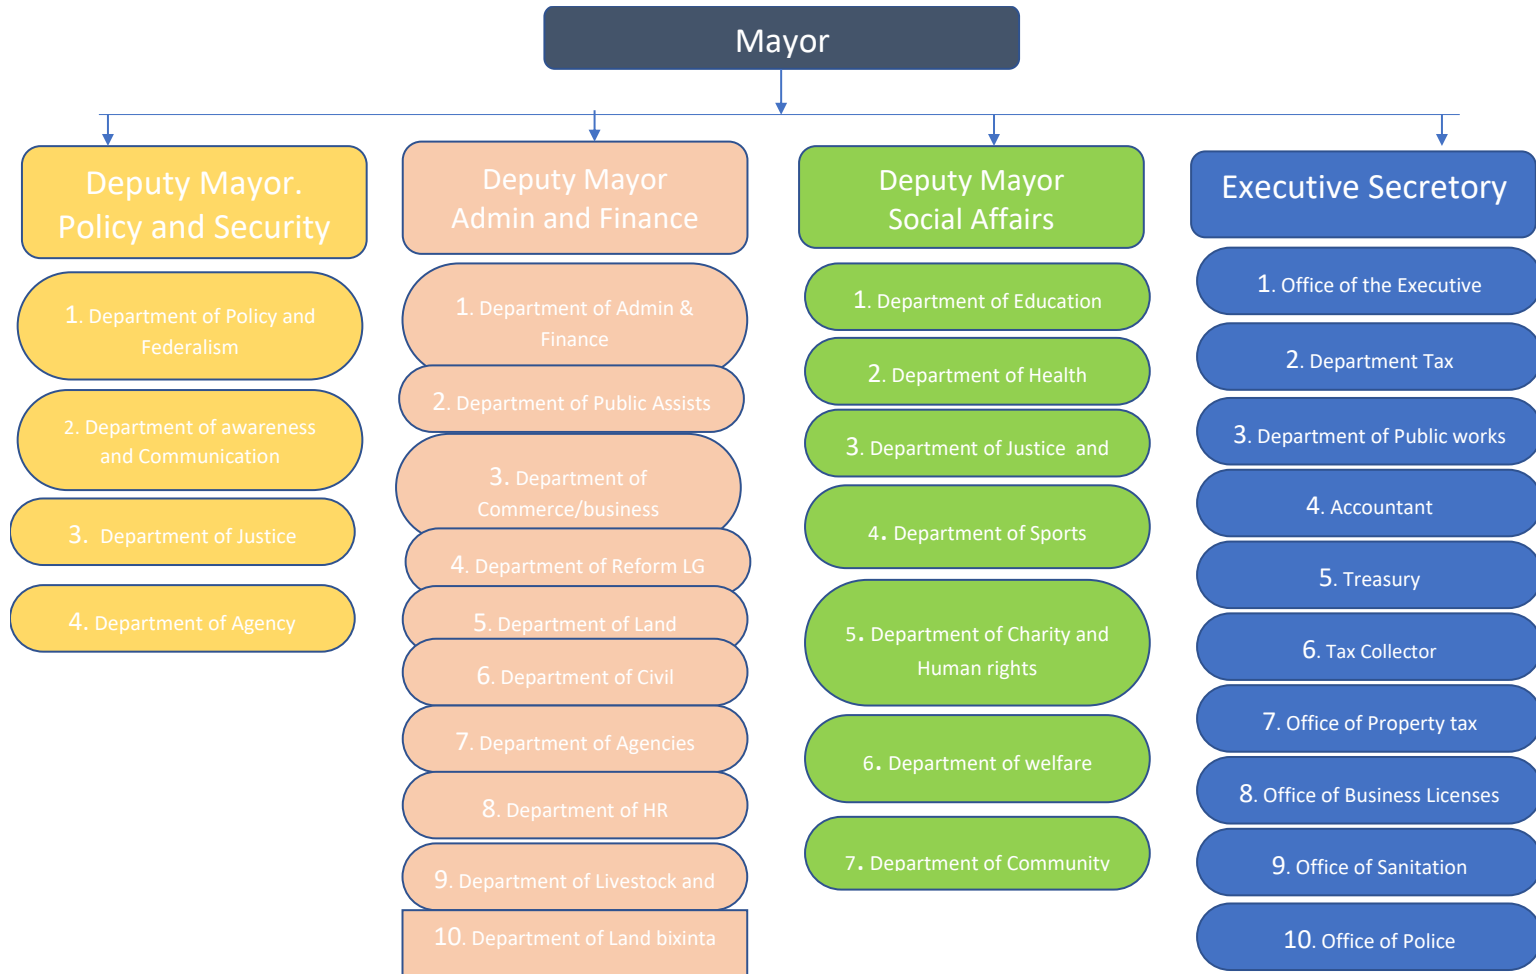 Mayor
Deputy Mayor.
Policy and Security
1. Department of Policy and
Federalism
2. Department of awareness
and Communication
3. Department of Justice
4. Department of Agency
Deputy Mayor
Admin and Finance
1. Department of Admin &
Finance
2. Department of Public Assists
3. Department of
Commerce/business
4. Department of Reform LG
5. Department of Land
6. Department of Civil
7. Department of Agencies
8. Department of HR
9. Department of Livestock and
10. Department of Land bixinta
Deputy Mayor
Social Affairs
1. Department of Education
2. Department of Health
3. Department of Justice and
4. Department of Sports
5. Department of Charity and
Human rights
6. Department of welfare
7. Department of Community
Executive Secretory
1. Office of the Executive
2. Department Tax
3. Department of Public works
4. Accountant
5. Treasury
6. Tax Collector
7. Office of Property tax
8. Office of Business Licenses
9. Office of Sanitation
10. Office of Police